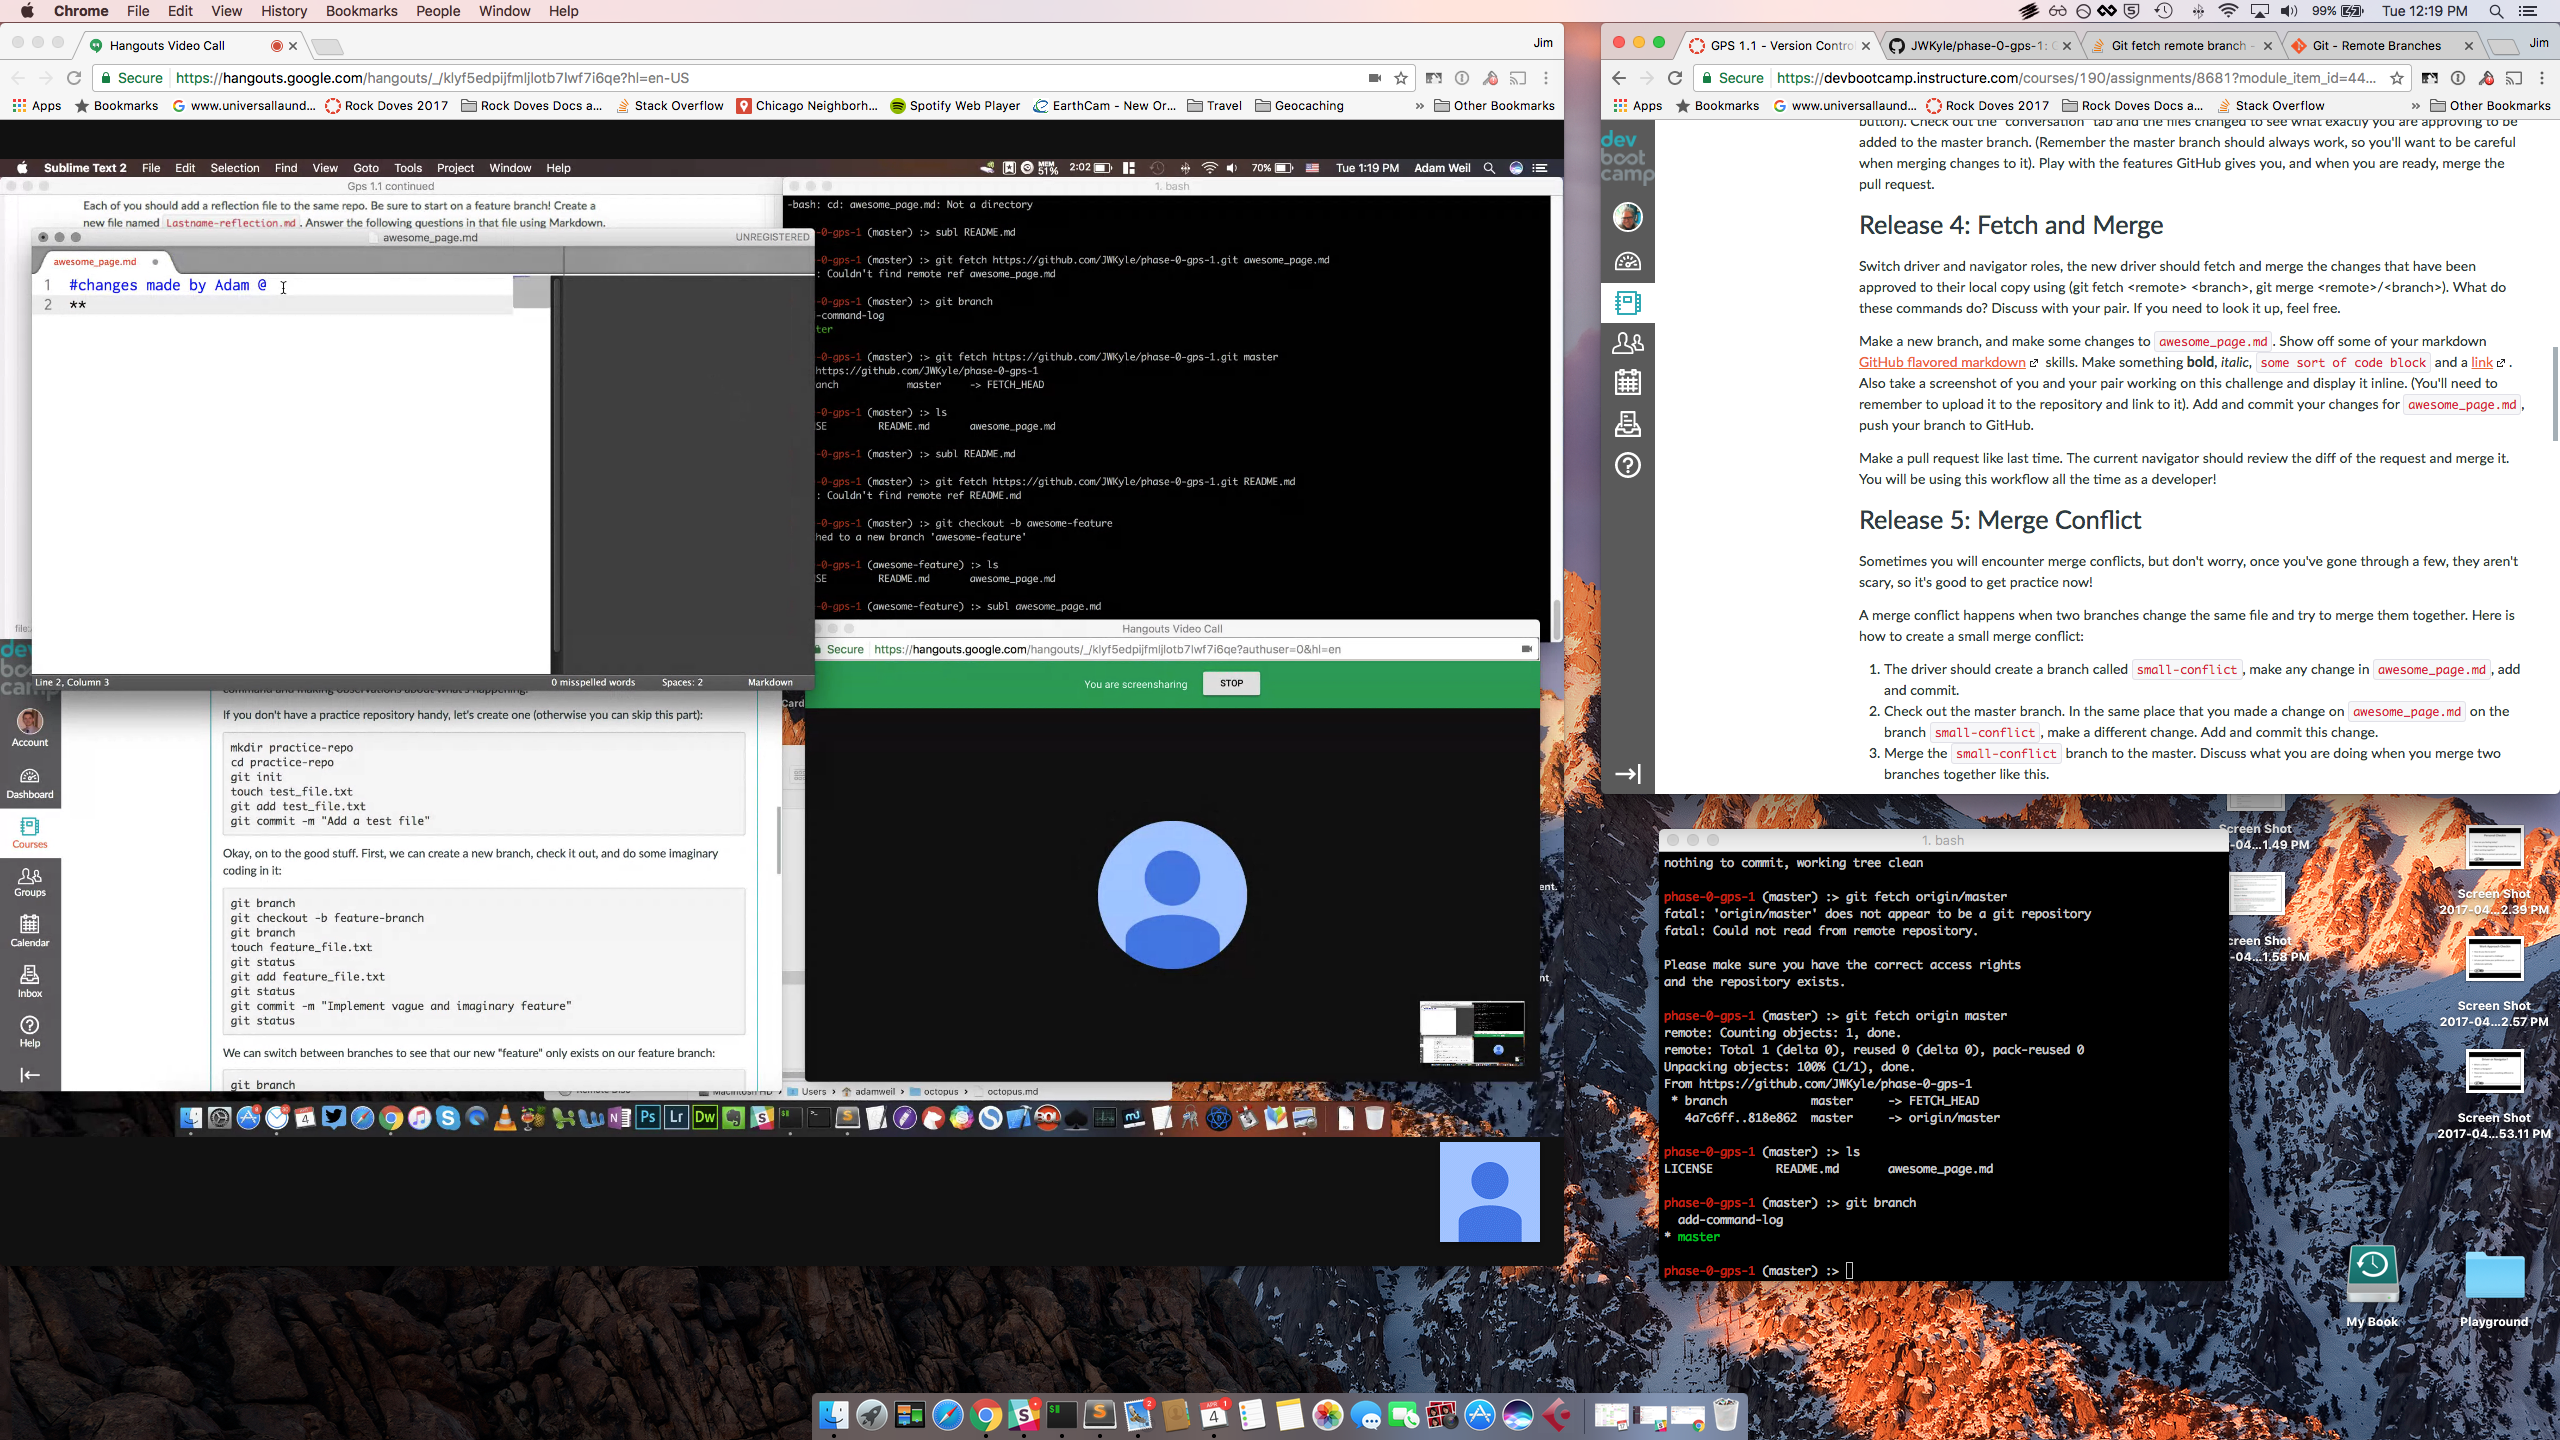 Chrome File Edit View History Bookmarks People Window Help
99% Tue 12:19 PM
Hangouts Video Call
Jim
Secure https://hangouts.google.com/hangouts/_/klyf5edpijfmljlotb7lwf7i6qe?hl=en-US
Apps Bookmarks www.universallaund... Rock Doves 2017 Rock Doves Docs a... Stack Overflow Chicago Neighborh... Spotify Web Player EarthCam - New Or... Travel Geocaching » Other Bookmarks
Sublime Text 2 File Edit Selection Find View Goto Tools Project Window Help
MEM 51% 2:02 70% Tue 1:19 PM Adam Weil
Gps 1.1 continued
Each of you should add a reflection file to the same repo. Be sure to start on a feature branch! Create a
new file named Lastname-reflection.md. Answer the following questions in that file using Markdown.
awesome_page.md
UNREGISTERED
awesome_page.md
1 #changes made by Adam @
2 **
file:
Line 2, Column 3 0 misspelled words Spaces: 2 Markdown
If you don't have a practice repository handy, let's create one (otherwise you can skip this part):
mkdir practice-repo
cd practice-repo
git init
touch test_file.txt
git add test_file.txt
git commit -m "Add a test file"
Okay, on to the good stuff. First, we can create a new branch, check it out, and do some imaginary
coding in it:
git branch
git checkout -b feature-branch
git branch
touch feature_file.txt
git status
git add feature_file.txt
git status
git commit -m "Implement vague and imaginary feature"
git status
We can switch between branches to see that our new "feature" only exists on our feature branch:
git branch
Account
Dashboard
Courses
Groups
Calendar
Inbox
Help
1. bash
-bash: cd: awesome_page.md: Not a directory
-0-gps-1 (master) :> subl README.md
-0-gps-1 (master) :> git fetch https://github.com/JWKyle/phase-0-gps-1.git awesome_page.md
: Couldn't find remote ref awesome_page.md
-0-gps-1 (master) :> git branch
-command-log
ter
-0-gps-1 (master) :> git fetch https://github.com/JWKyle/phase-0-gps-1.git master
https://github.com/JWKyle/phase-0-gps-1
anch master -> FETCH_HEAD
-0-gps-1 (master) :> ls
SE README.md awesome_page.md
-0-gps-1 (master) :> subl README.md
-0-gps-1 (master) :> git fetch https://github.com/JWKyle/phase-0-gps-1.git README.md
: Couldn't find remote ref README.md
-0-gps-1 (master) :> git checkout -b awesome-feature
hed to a new branch 'awesome-feature'
-0-gps-1 (awesome-feature) :> ls
SE README.md awesome_page.md
-0-gps-1 (awesome-feature) :> subl awesome_page.md
Hangouts Video Call
Secure https://hangouts.google.com/hangouts/_/klyf5edpijfmljlotb7lwf7i6qe?authuser=0&hl=en
You are screensharing STOP
Card
Macintosh HD Users adamweil octopus octopus.md
GPS 1.1 - Version Contro JWKyle/phase-0-gps-1: C Git fetch remote branch - Git - Remote Branches
Jim
Secure https://devbootcamp.instructure.com/courses/190/assignments/8681?module_item_id=44...
Apps Bookmarks www.universallaund... Rock Doves 2017 Rock Doves Docs a... Stack Overflow » Other Bookmarks
dev boot camp
button). Check out the "conversation" tab and the files changed to see what exactly you are approving to be
added to the master branch. (Remember the master branch should always work, so you'll want to be careful
when merging changes to it). Play with the features GitHub gives you, and when you are ready, merge the
pull request.
Release 4: Fetch and Merge
Switch driver and navigator roles, the new driver should fetch and merge the changes that have been
approved to their local copy using (git fetch <remote> <branch>, git merge <remote>/<branch>). What do
these commands do? Discuss with your pair. If you need to look it up, feel free.
Make a new branch, and make some changes to awesome_page.md. Show off some of your markdown
GitHub flavored markdown skills. Make something bold, italic, some sort of code block and a link.
Also take a screenshot of you and your pair working on this challenge and display it inline. (You'll need to
remember to upload it to the repository and link to it). Add and commit your changes for awesome_page.md,
push your branch to GitHub.
Make a pull request like last time. The current navigator should review the diff of the request and merge it.
You will be using this workflow all the time as a developer!
Release 5: Merge Conflict
Sometimes you will encounter merge conflicts, but don't worry, once you've gone through a few, they aren't
scary, so it's good to get practice now!
A merge conflict happens when two branches change the same file and try to merge them together. Here is
how to create a small merge conflict:
1. The driver should create a branch called small-conflict, make any change in awesome_page.md, add
and commit.
2. Check out the master branch. In the same place that you made a change on awesome_page.md on the
branch small-conflict, make a different change. Add and commit this change.
3. Merge the small-conflict branch to the master. Discuss what you are doing when you merge two
branches together like this.
1. bash
nothing to commit, working tree clean
phase-0-gps-1 (master) :> git fetch origin/master
fatal: 'origin/master' does not appear to be a git repository
fatal: Could not read from remote repository.
Please make sure you have the correct access rights
and the repository exists.
phase-0-gps-1 (master) :> git fetch origin master
remote: Counting objects: 1, done.
remote: Total 1 (delta 0), reused 0 (delta 0), pack-reused 0
Unpacking objects: 100% (1/1), done.
From https://github.com/JWKyle/phase-0-gps-1
* branch master -> FETCH_HEAD
4a7c6ff..818e862 master -> origin/master
phase-0-gps-1 (master) :> ls
LICENSE README.md awesome_page.md
phase-0-gps-1 (master) :> git branch
add-command-log
* master
phase-0-gps-1 (master) :>
Screen Shot
-04...1.49 PM
Screen Shot
2017-04...2.39 PM
creen Shot
-04...1.58 PM
Screen Shot
2017-04...2.57 PM
Screen Shot
2017-04...53.11 PM
My Book
Playground